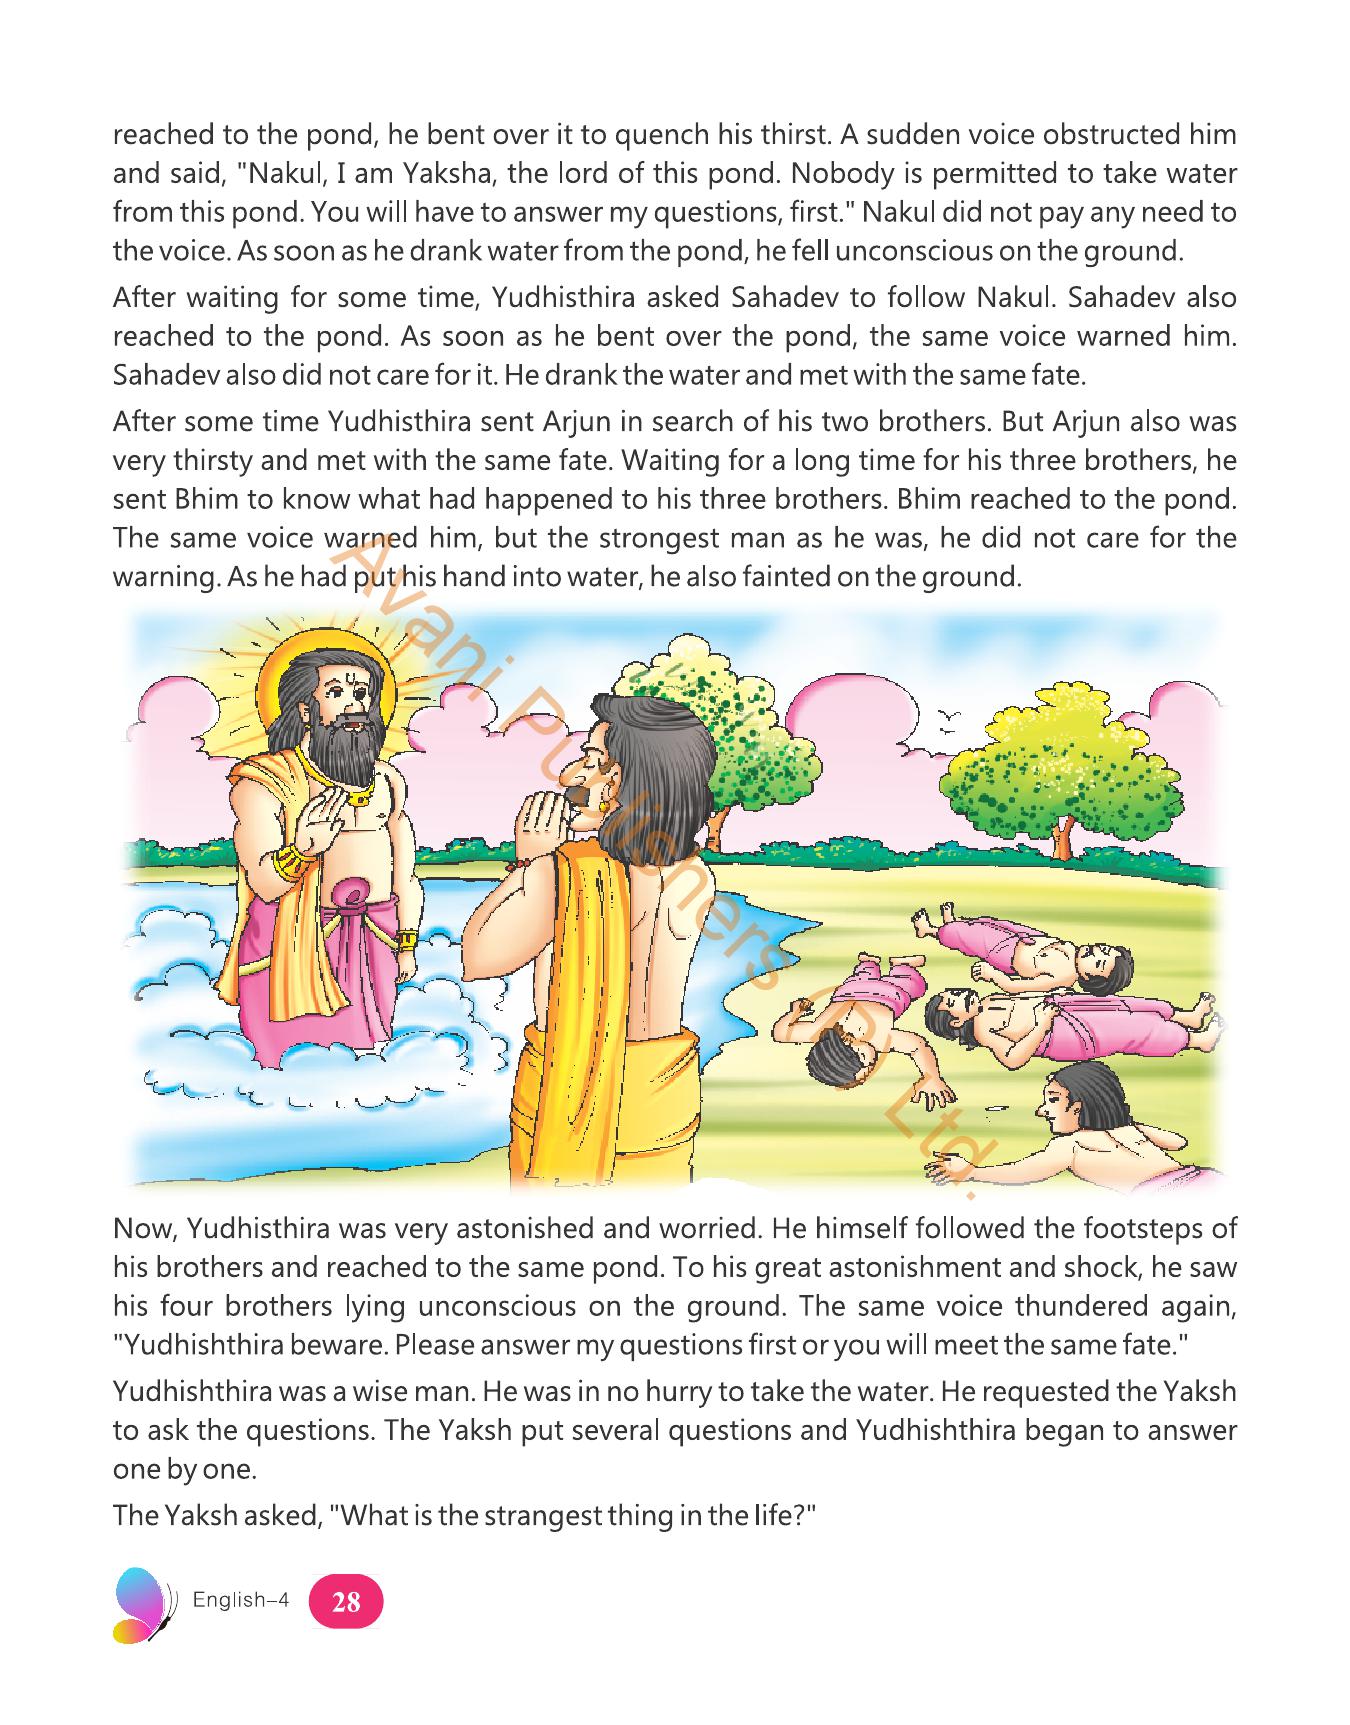 reached to the pond, he bent over it to quench his thirst. A sudden voice obstructed him
and said, "Nakul, I am Yaksha, the lord of this pond. Nobody is permitted to take water
from this pond. You will have to answer my questions, first." Nakul did not pay any need to
the voice. As soon as he drank water from the pond, he fell unconscious on the ground.
After waiting for some time, Yudhisthira asked Sahadev to follow Nakul. Sahadev also
reached to the pond. As soon as he bent over the pond, the same voice warned him.
Sahadev also did not care for it. He drank the water and met with the same fate.
After some time Yudhisthira sent Arjun in search of his two brothers. But Arjun also was
very thirsty and met with the same fate. Waiting for a long time for his three brothers, he
sent Bhim to know what had happened to his three brothers. Bhim reached to the pond.
The same voice warned him, but the strongest man as he was, he did not care for the
warning. As he had put his hand into water, he also fainted on the ground.
Avani Publishers (P) Ltd.
Now, Yudhisthira was very astonished and worried. He himself followed the footsteps of
his brothers and reached to the same pond. To his great astonishment and shock, he saw
his four brothers lying unconscious on the ground. The same voice thundered again,
"Yudhishthira beware. Please answer my questions first or you will meet the same fate."
Yudhishthira was a wise man. He was in no hurry to take the water. He requested the Yaksh
to ask the questions. The Yaksh put several questions and Yudhishthira began to answer
one by one.
The Yaksh asked, "What is the strangest thing in the life?"
English–4
28